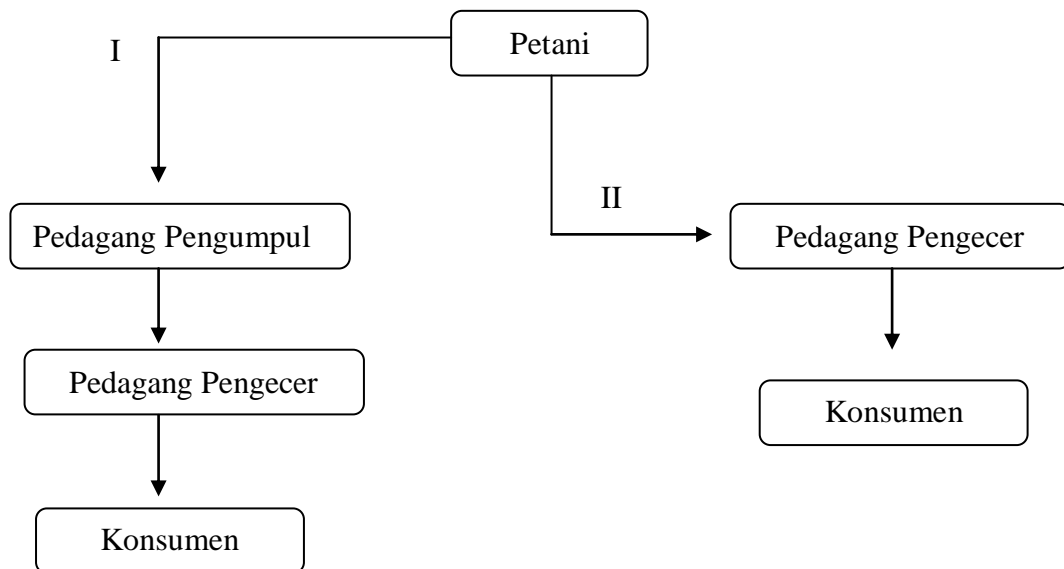 Petani
I
II
Pedagang Pengumpul
Pedagang Pengecer
Pedagang Pengecer
Konsumen
Konsumen